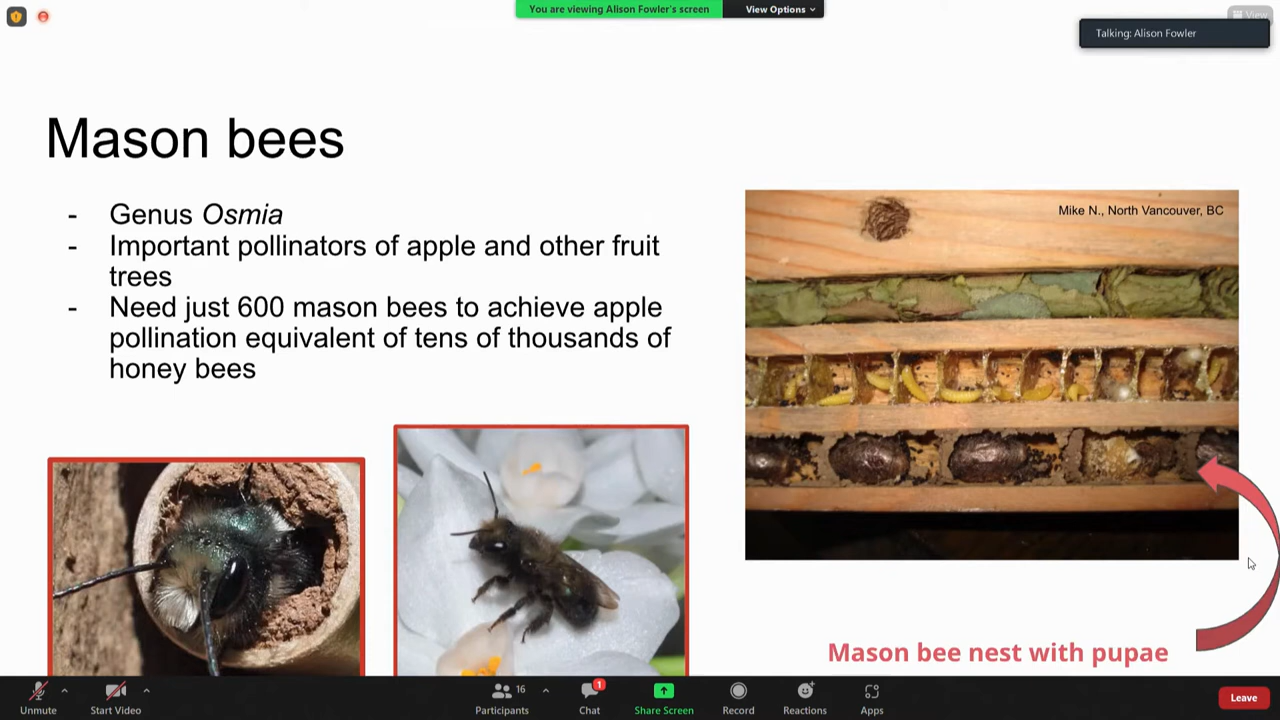 You are viewing Alison Fowler's screen
View Options
View
Talking: Alison Fowler
Mason bees
- Genus Osmia
- Important pollinators of apple and other fruit
trees
- Need just 600 mason bees to achieve apple
pollination equivalent of tens of thousands of
honey bees
Mike N., North Vancouver, BC
Mason bee nest with pupae
Unmute
Start Video
16
Participants
1
Chat
Share Screen
Record
Reactions
Apps
Leave